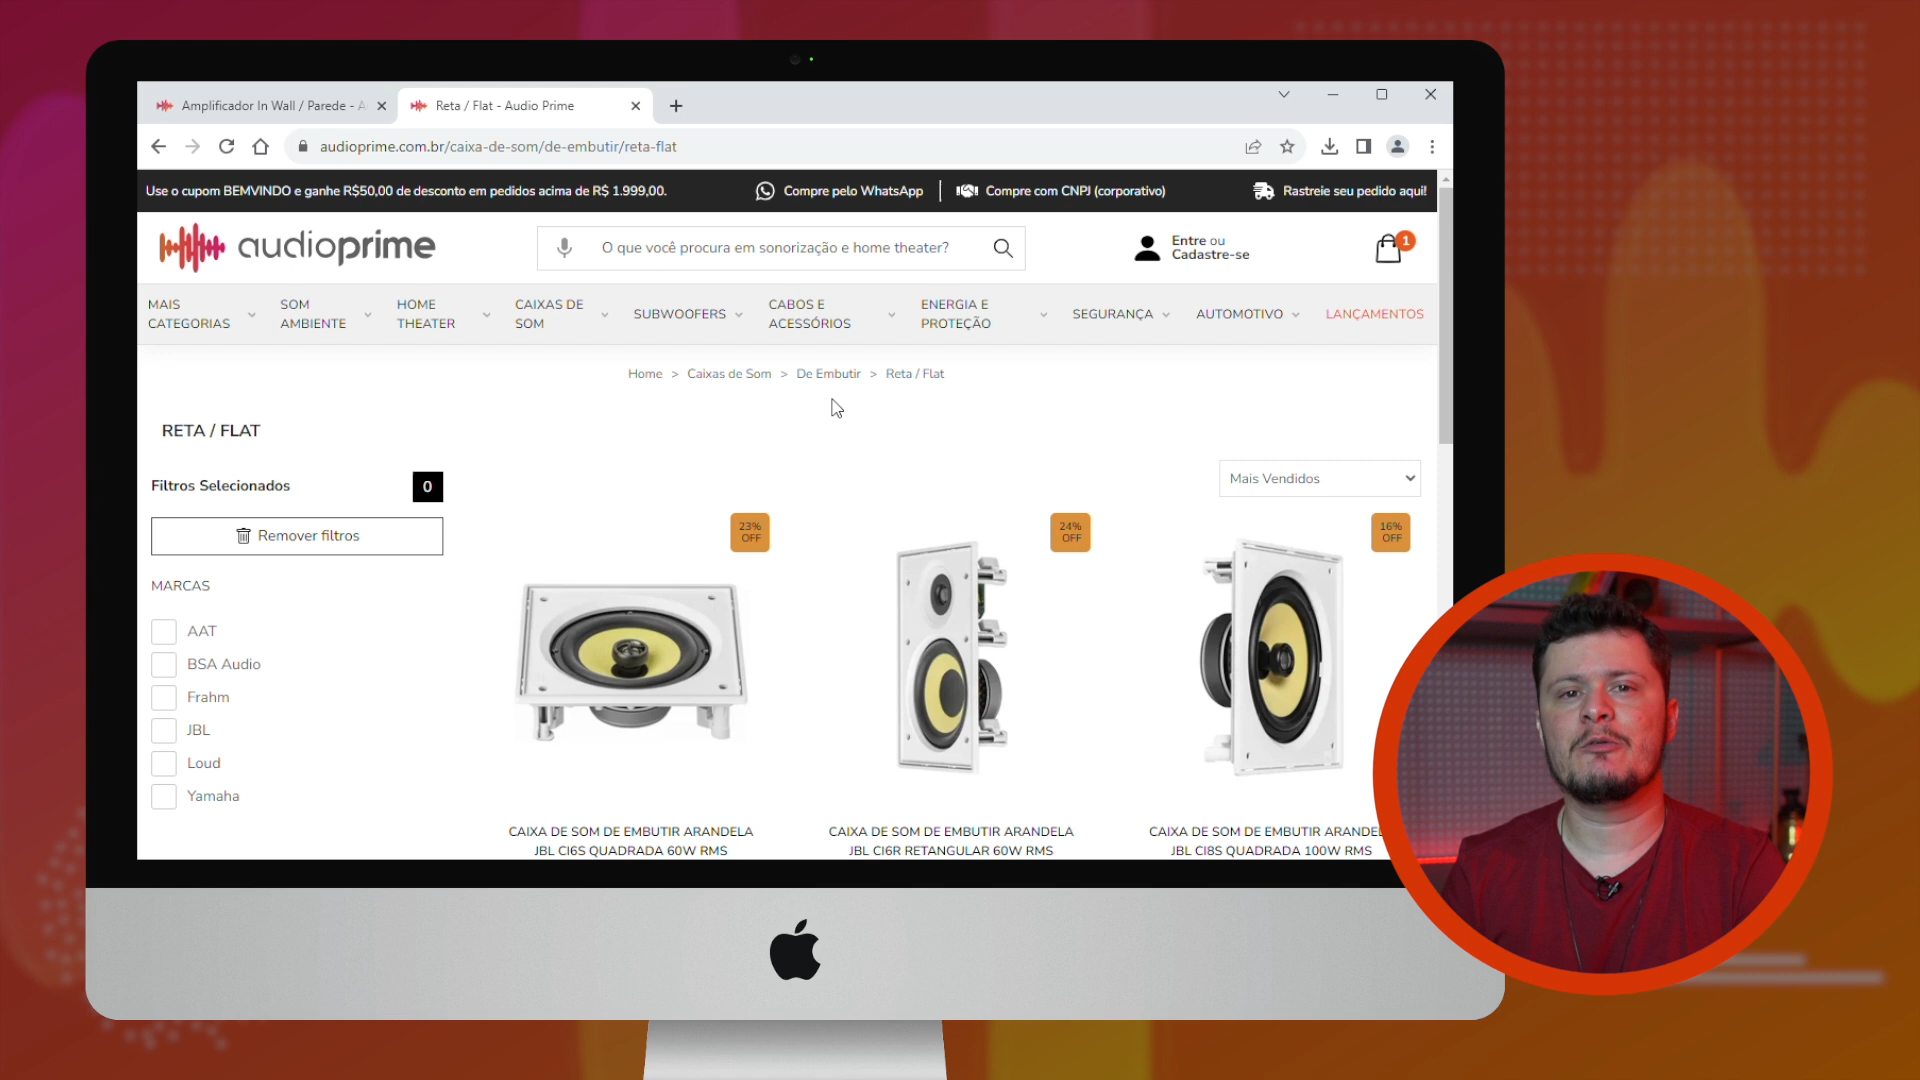 Amplificador In Wall / Parede - A
Reta / Flat - Audio Prime
audioprime.com.br/caixa-de-som/de-embutir/reta-flat
Use o cupom BEMVINDO e ganhe R$50,00 de desconto em pedidos acima de R$ 1.999,00.
Compre pelo WhatsApp
Compre com CNPJ (corporativo)
Rastreie seu pedido aqui!
audioprime
O que você procura em sonorização e home theater?
Entre ou
Cadastre-se
1
MAIS
CATEGORIAS
SOM
AMBIENTE
HOME
THEATER
CAIXAS DE
SOM
SUBWOOFERS
CABOS E
ACESSÓRIOS
ENERGIA E
PROTEÇÃO
SEGURANÇA
AUTOMOTIVO
LANÇAMENTOS
Home > Caixas de Som > De Embutir > Reta / Flat
RETA / FLAT
Filtros Selecionados
0
Remover filtros
MARCAS
AAT
BSA Audio
Frahm
JBL
Loud
Yamaha
Mais Vendidos
23%
OFF
24%
OFF
16%
OFF
CAIXA DE SOM DE EMBUTIR ARANDELA
JBL CI6S QUADRADA 60W RMS
CAIXA DE SOM DE EMBUTIR ARANDELA
JBL CI6R RETANGULAR 60W RMS
CAIXA DE SOM DE EMBUTIR ARANDEL
JBL CI8S QUADRADA 100W RMS